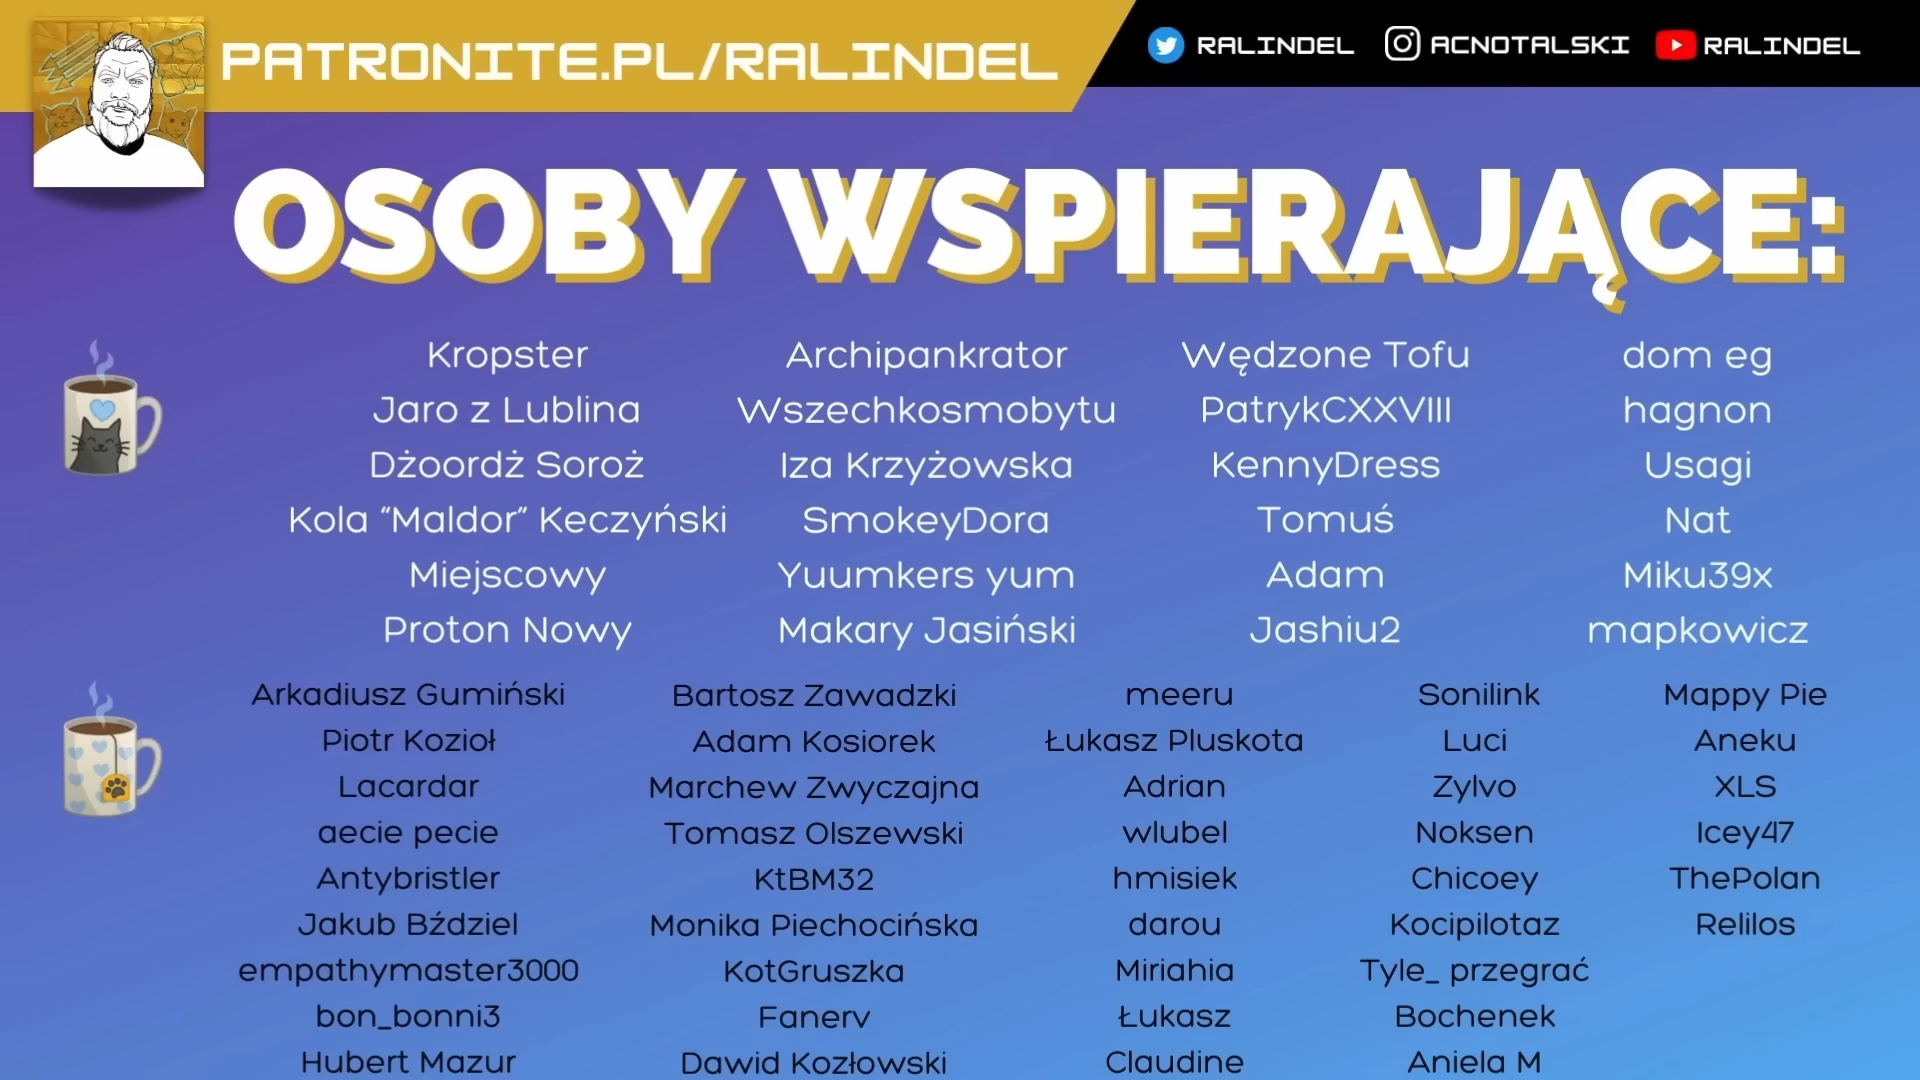 PATRONITE.PL/RALINDEL
RALINDEL
ACNOTALSKI
RALINDEL
OSOBY WSPIERAJĄCE:
Kropster
Jaro z Lublina
Dżoordż Soroż
Kola “Maldor” Keczyński
Miejscowy
Proton Nowy
Archipankrator
Wszechkosmobytu
Iza Krzyżowska
SmokeyDora
Yuumkers yum
Makary Jasiński
Wędzone Tofu
PatrykCXXVIII
KennyDress
Tomuś
Adam
Jashiu2
dom eg
hagnon
Usagi
Nat
Miku39x
mapkowicz
Arkadiusz Gumiński
Piotr Kozioł
Lacardar
aecie pecie
Antybristler
Jakub Bździel
empathymaster3000
bon_bonni3
Hubert Mazur
Bartosz Zawadzki
Adam Kosiorek
Marchew Zwyczajna
Tomasz Olszewski
KtBM32
Monika Piechocińska
KotGruszka
Fanerv
Dawid Kozłowski
meeru
Łukasz Pluskota
Adrian
wlubel
hmisiek
darou
Miriahia
Łukasz
Claudine
Sonilink
Luci
Zylvo
Noksen
Chicoey
Kocipilotaz
Tyle_ przegrać
Bochenek
Aniela M
Mappy Pie
Aneku
XLS
Icey47
ThePolan
Relilos